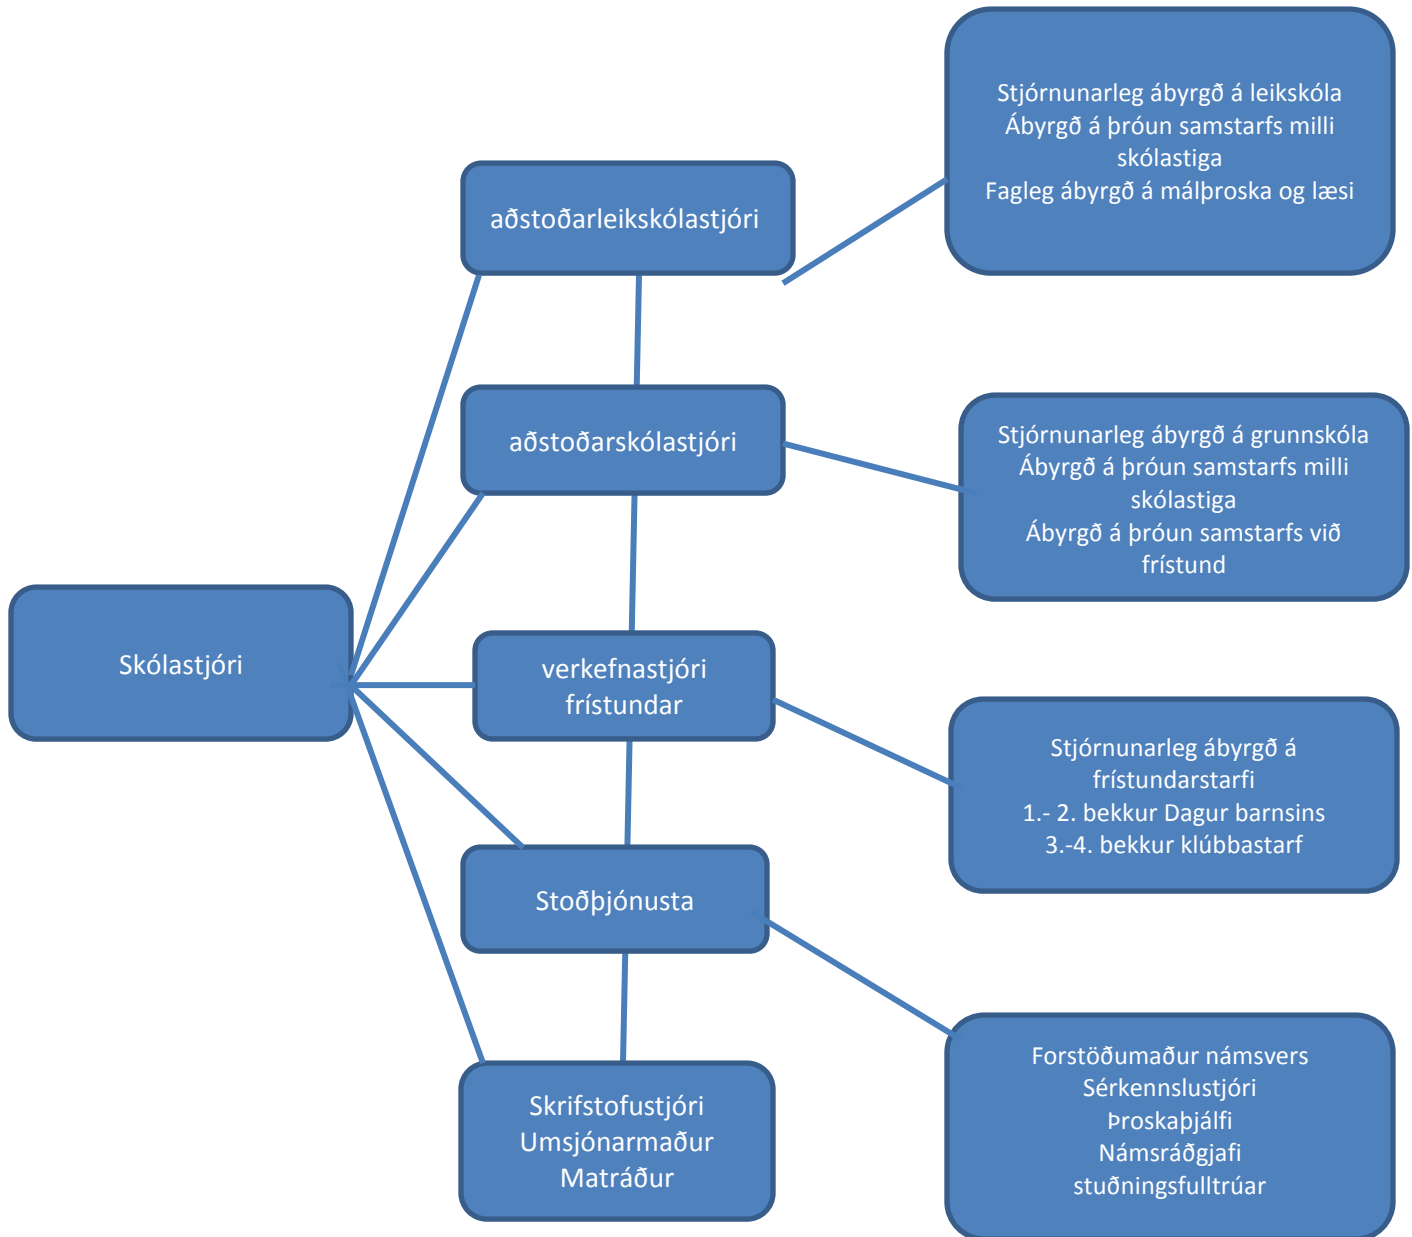 Stjórnunarleg ábyrgð á leikskóla
Ábyrgð á þróun samstarfs milli
skólastiga
Fagleg ábyrgð á málþroska og læsi
aðstoðarleikskólastjóri
aðstoðarskólastjóri
Stjórnunarleg ábyrgð á grunnskóla
Ábyrgð á þróun samstarfs milli
skólastiga
Ábyrgð á þróun samstarfs við
frístund
Skólastjóri
verkefnastjóri
frístundar
Stjórnunarleg ábyrgð á
frístundarstarfi
1.- 2. bekkur Dagur barnsins
3.-4. bekkur klúbbastarf
Stoðþjónusta
Forstöðumaður námsvers
Sérkennslustjóri
Þroskaþjálfi
Námsráðgjafi
stuðningsfulltrúar
Skrifstofustjóri
Umsjónarmaður
Matráður